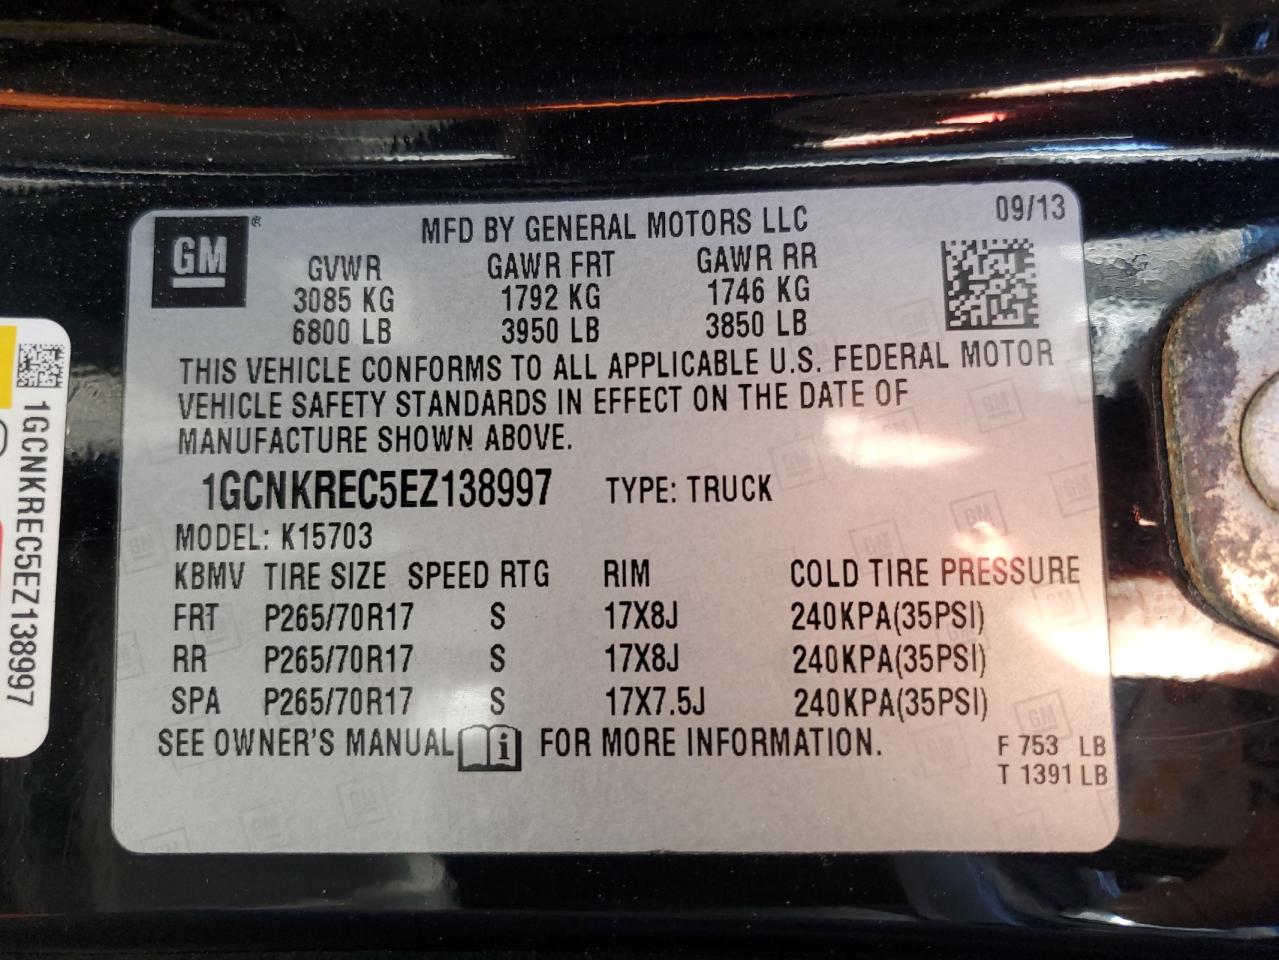 GM®
MFD BY GENERAL MOTORS LLC 09/13
GVWR GAWR FRT GAWR RR
3085 KG 1792 KG 1746 KG
6800 LB 3950 LB 3850 LB
THIS VEHICLE CONFORMS TO ALL APPLICABLE U.S. FEDERAL MOTOR
VEHICLE SAFETY STANDARDS IN EFFECT ON THE DATE OF
MANUFACTURE SHOWN ABOVE.
1GCNKREC5EZ138997 TYPE: TRUCK
MODEL: K15703
KBMV TIRE SIZE SPEED RTG RIM COLD TIRE PRESSURE
FRT P265/70R17 S 17X8J 240KPA(35PSI)
RR P265/70R17 S 17X8J 240KPA(35PSI)
SPA P265/70R17 S 17X7.5J 240KPA(35PSI)
SEE OWNER'S MANUAL i FOR MORE INFORMATION.
F 753 LB
T 1391 LB
1GCNKREC5EZ138997